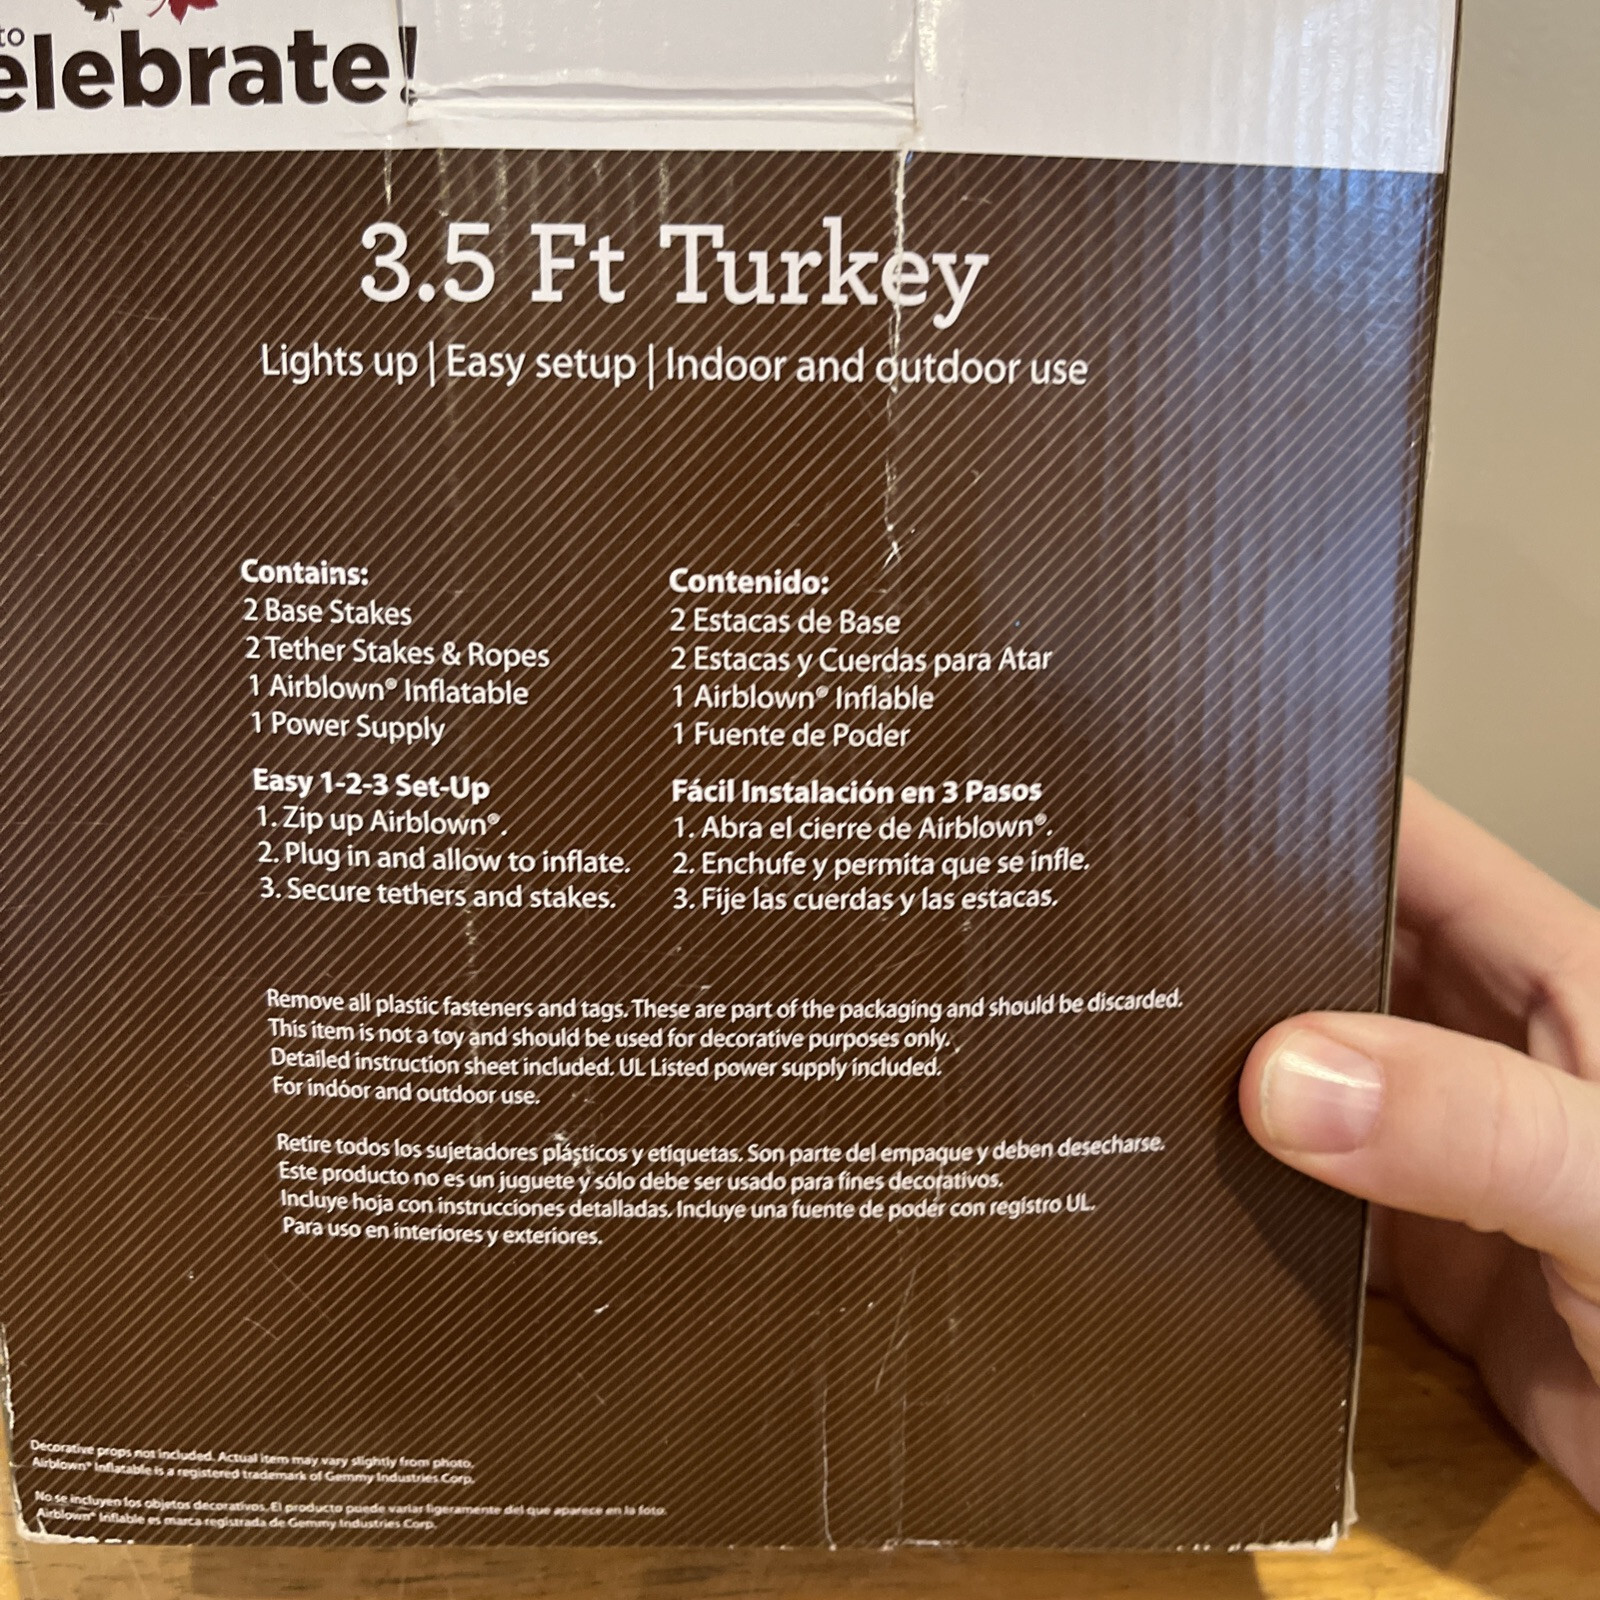 to
elebrate!
3.5 Ft Turkey
Lights up | Easy setup | Indoor and outdoor use
Contains:
2 Base Stakes
2 Tether Stakes & Ropes
1 Airblown® Inflatable
1 Power Supply
Easy 1-2-3 Set-Up
1. Zip up Airblown®.
2. Plug in and allow to inflate.
3. Secure tethers and stakes.
Contenido:
2 Estacas de Base
2 Estacas y Cuerdas para Atar
1 Airblown® Inflable
1 Fuente de Poder
Fácil Instalación en 3 Pasos
1. Abra el cierre de Airblown®.
2. Enchufe y permita que se infle.
3. Fije las cuerdas y las estacas.
Remove all plastic fasteners and tags. These are part of the packaging and should be discarded.
This item is not a toy and should be used for decorative purposes only.
Detailed instruction sheet included. UL Listed power supply included.
For indoor and outdoor use.
Retire todos los sujetadores plásticos y etiquetas. Son parte del empaque y deben desecharse.
Este producto no es un juguete y sólo debe ser usado para fines decorativos.
Incluye hoja con instrucciones detalladas. Incluye una fuente de poder con registro UL.
Para uso en interiores y exteriores.
Decorative props not included. Actual item may vary slightly from photo.
Airblown® Inflatable is a registered trademark of Gemmy Industries Corp.
No se incluyen los objetos decorativos. El producto puede variar ligeramente del que aparece en la foto.
Airblown® Inflable es marca registrada de Gemmy Industries Corp.